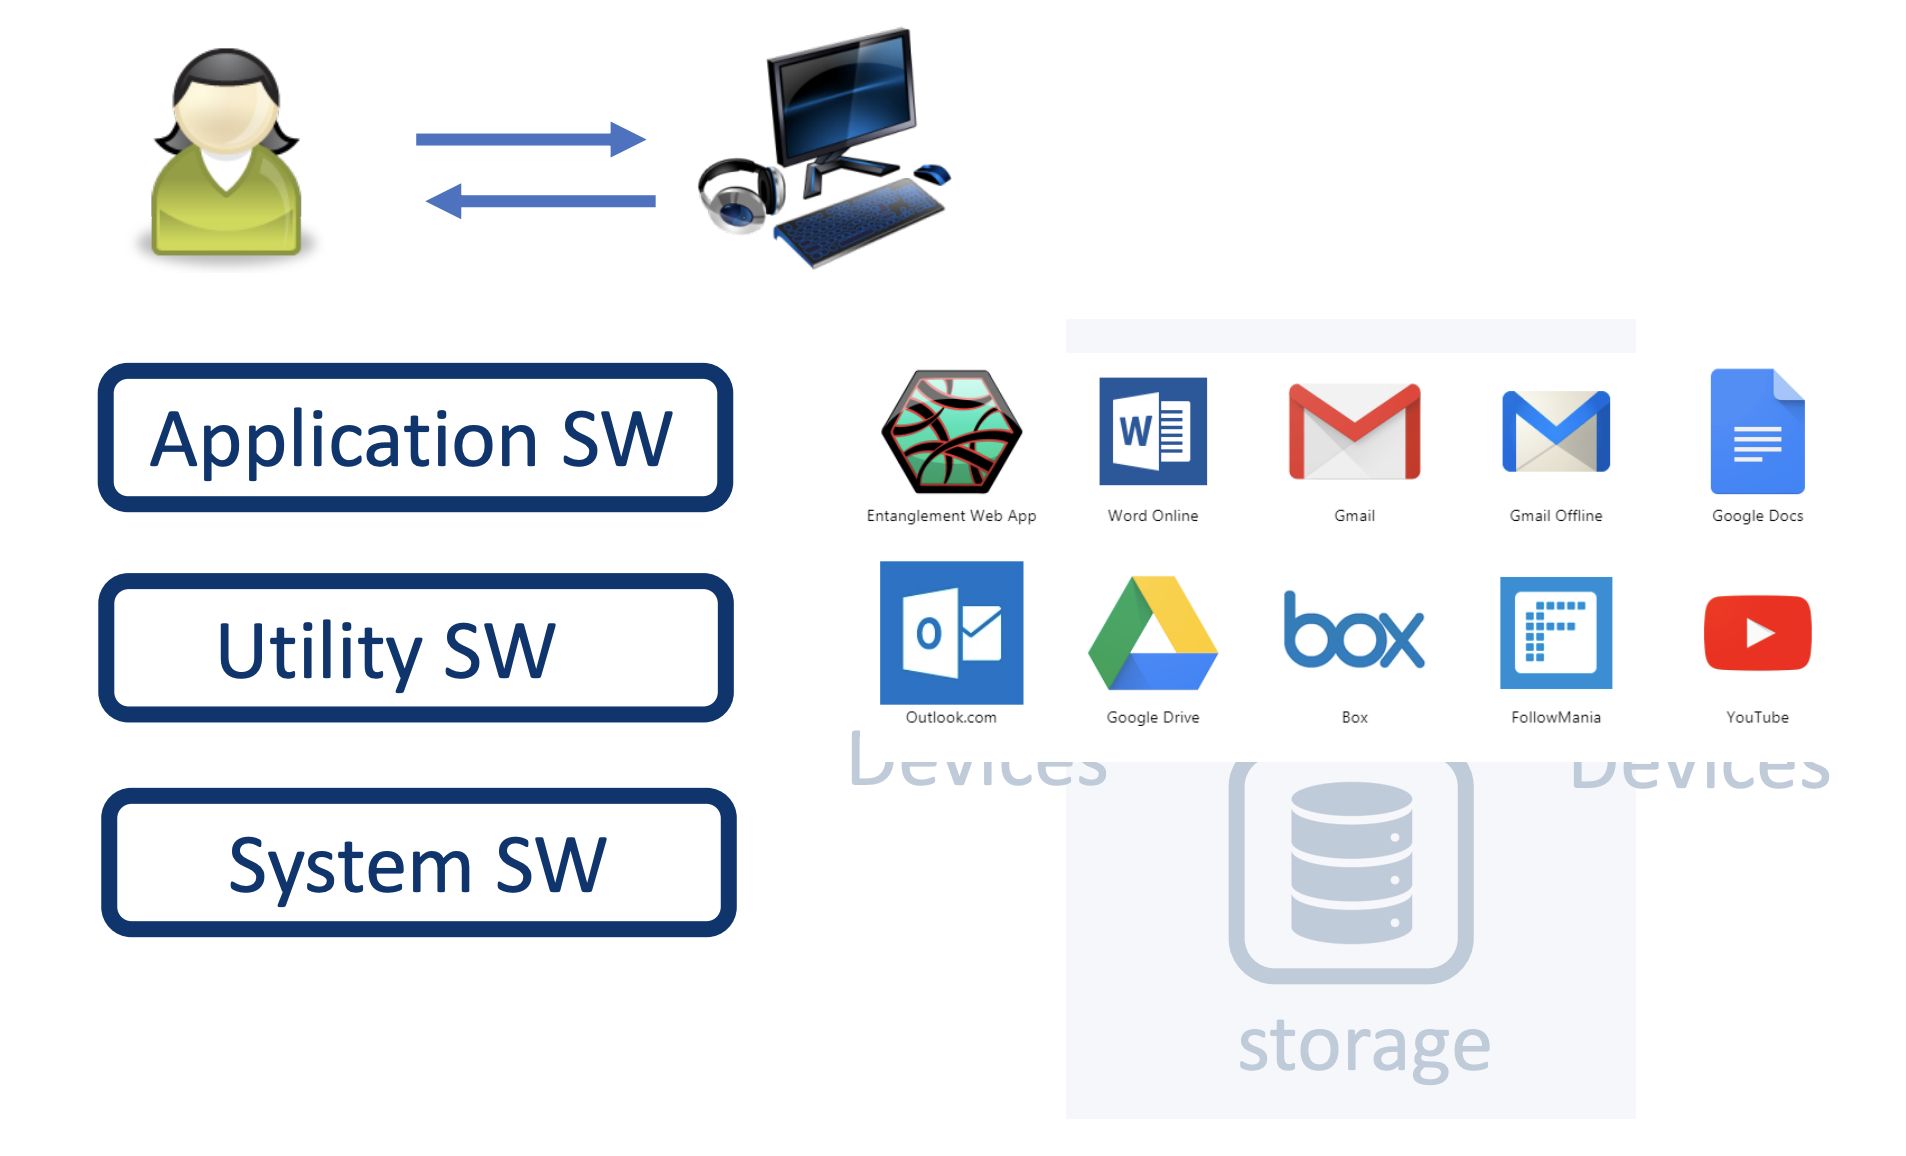 Application SW
Utility SW
System SW
Entanglement Web App
W
Word Online
Gmail
Gmail Offline
Google Docs
O
Outlook.com
Google Drive
box
Box
F
FollowMania
YouTube
Devices
Devices
storage